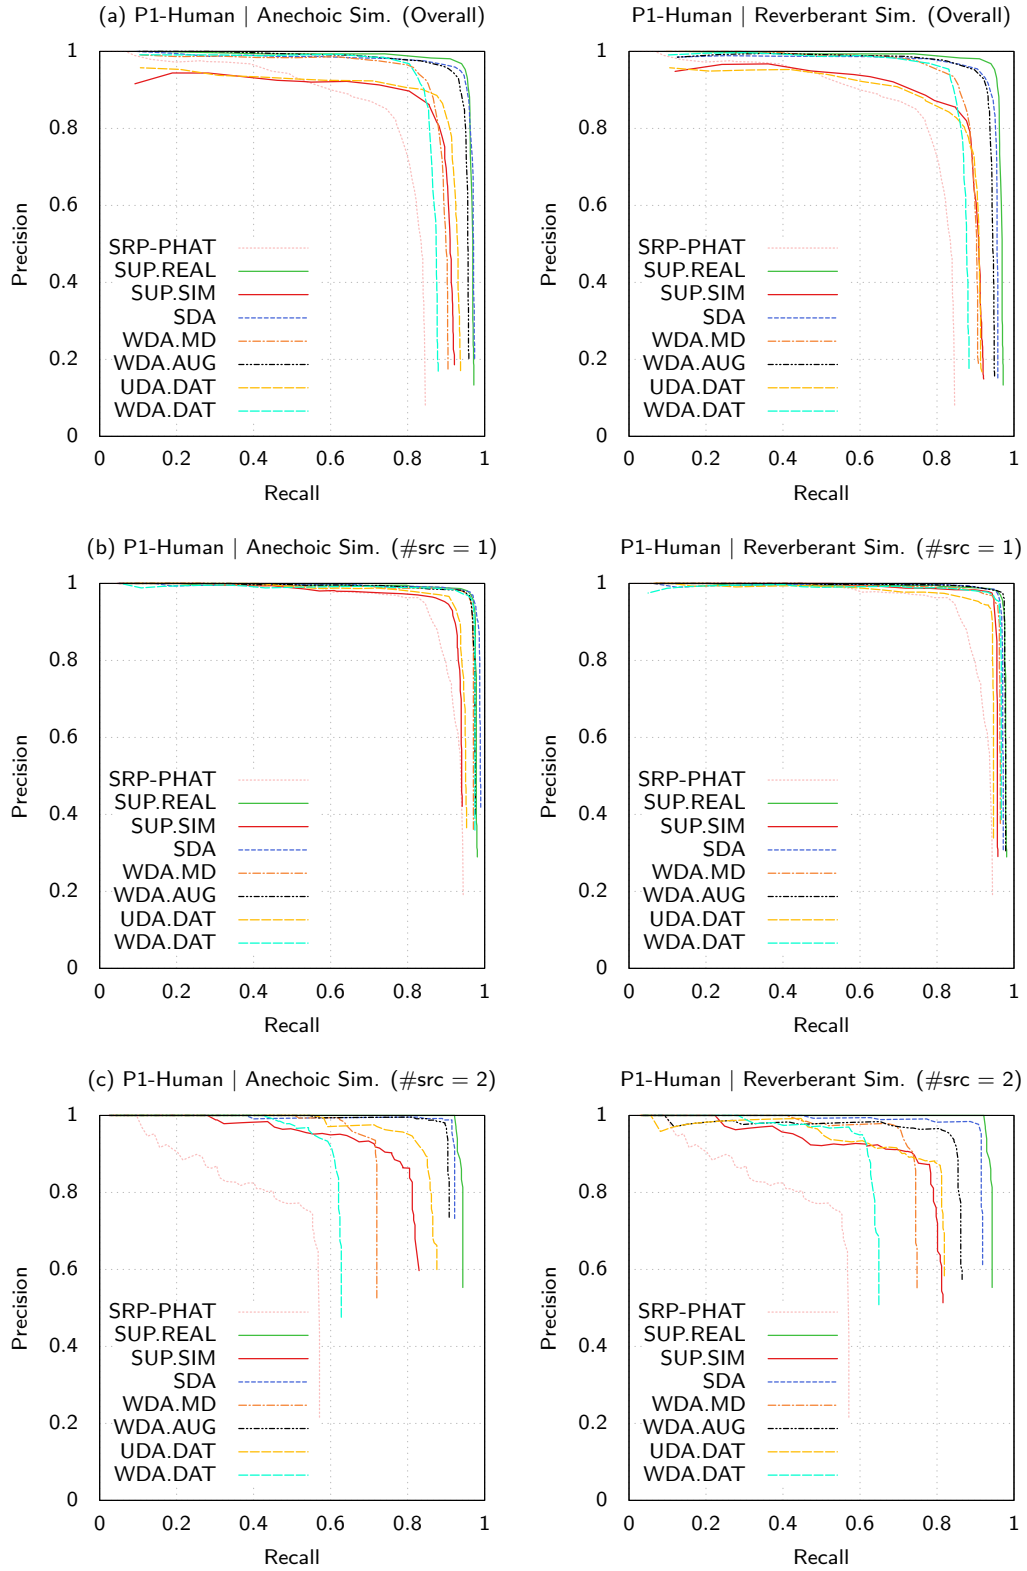 (a) P1-Human | Anechoic Sim. (Overall)
1
0.8
0.6
0.4
0.2
0
Precision
SRP-PHAT
SUP.REAL
SUP.SIM
SDA
WDA.MD
WDA.AUG
UDA.DAT
WDA.DAT
0 0.2 0.4 0.6 0.8 1
Recall
P1-Human | Reverberant Sim. (Overall)
1
0.8
0.6
0.4
0.2
0
Precision
SRP-PHAT
SUP.REAL
SUP.SIM
SDA
WDA.MD
WDA.AUG
UDA.DAT
WDA.DAT
0 0.2 0.4 0.6 0.8 1
Recall
(b) P1-Human | Anechoic Sim. (#src = 1)
1
0.8
0.6
0.4
0.2
0
Precision
SRP-PHAT
SUP.REAL
SUP.SIM
SDA
WDA.MD
WDA.AUG
UDA.DAT
WDA.DAT
0 0.2 0.4 0.6 0.8 1
Recall
P1-Human | Reverberant Sim. (#src = 1)
1
0.8
0.6
0.4
0.2
0
Precision
SRP-PHAT
SUP.REAL
SUP.SIM
SDA
WDA.MD
WDA.AUG
UDA.DAT
WDA.DAT
0 0.2 0.4 0.6 0.8 1
Recall
(c) P1-Human | Anechoic Sim. (#src = 2)
1
0.8
0.6
0.4
0.2
0
Precision
SRP-PHAT
SUP.REAL
SUP.SIM
SDA
WDA.MD
WDA.AUG
UDA.DAT
WDA.DAT
0 0.2 0.4 0.6 0.8 1
Recall
P1-Human | Reverberant Sim. (#src = 2)
1
0.8
0.6
0.4
0.2
0
Precision
SRP-PHAT
SUP.REAL
SUP.SIM
SDA
WDA.MD
WDA.AUG
UDA.DAT
WDA.DAT
0 0.2 0.4 0.6 0.8 1
Recall